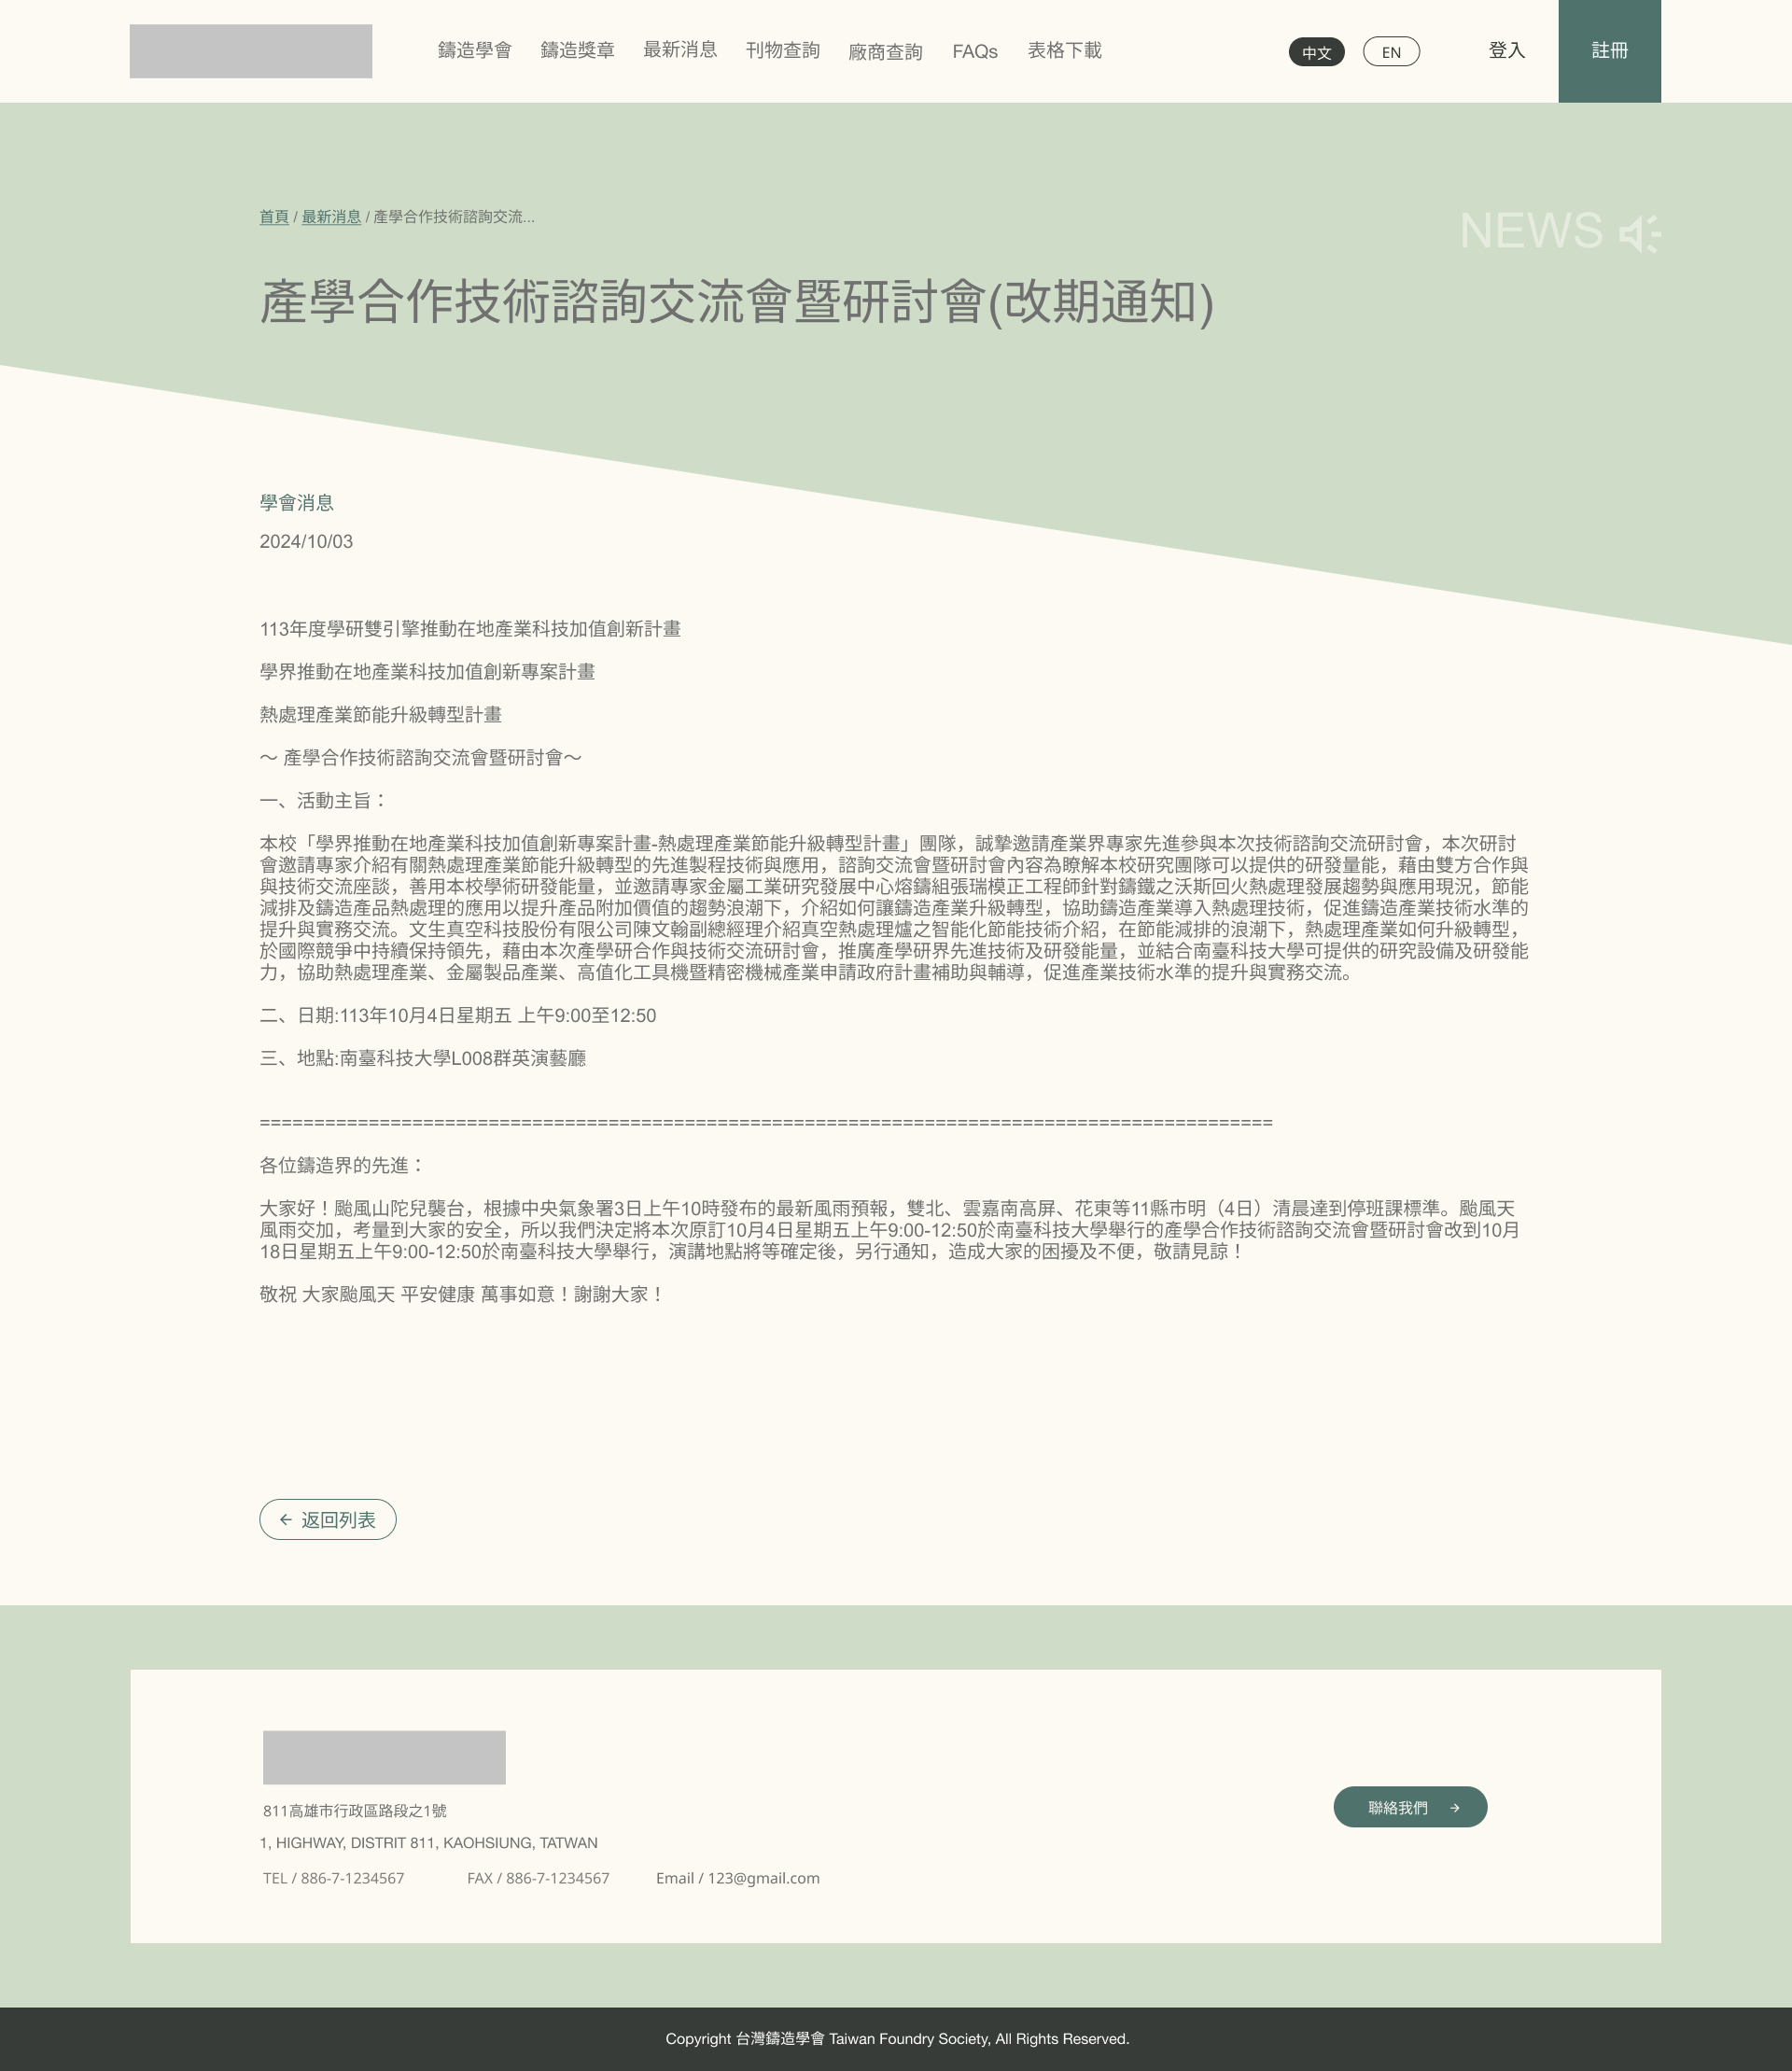 鑄造學會 鑄造獎章 最新消息 刊物查詢 廠商查詢 FAQs 表格下載 中文 EN 登入 註冊
首頁 / 最新消息 / 產學合作技術諮詢交流...
NEWS
產學合作技術諮詢交流會暨研討會(改期通知)
學會消息
2024/10/03
113年度學研雙引擎推動在地產業科技加值創新計畫
學界推動在地產業科技加值創新專案計畫
熱處理產業節能升級轉型計畫
～ 產學合作技術諮詢交流會暨研討會～
一、活動主旨：
本校「學界推動在地產業科技加值創新專案計畫-熱處理產業節能升級轉型計畫」團隊，誠摯邀請產業界專家先進參與本次技術諮詢交流研討會，本次研討
會邀請專家介紹有關熱處理產業節能升級轉型的先進製程技術與應用，諮詢交流會暨研討會內容為瞭解本校研究團隊可以提供的研發量能，藉由雙方合作與
與技術交流座談，善用本校學術研發能量，並邀請專家金屬工業研究發展中心熔鑄組張瑞模正工程師針對鑄鐵之沃斯回火熱處理發展趨勢與應用現況，節能
減排及鑄造產品熱處理的應用以提升產品附加價值的趨勢浪潮下，介紹如何讓鑄造產業升級轉型，協助鑄造產業導入熱處理技術，促進鑄造產業技術水準的
提升與實務交流。文生真空科技股份有限公司陳文翰副總經理介紹真空熱處理爐之智能化節能技術介紹，在節能減排的浪潮下，熱處理產業如何升級轉型，
於國際競爭中持續保持領先，藉由本次產學研合作與技術交流研討會，推廣產學研界先進技術及研發能量，並結合南臺科技大學可提供的研究設備及研發能
力，協助熱處理產業、金屬製品產業、高值化工具機暨精密機械產業申請政府計畫補助與輔導，促進產業技術水準的提升與實務交流。
二、日期:113年10月4日星期五 上午9:00至12:50
三、地點:南臺科技大學L008群英演藝廳
=============================================================================================
各位鑄造界的先進：
大家好！颱風山陀兒襲台，根據中央氣象署3日上午10時發布的最新風雨預報，雙北、雲嘉南高屏、花東等11縣市明（4日）清晨達到停班課標準。颱風天
風雨交加，考量到大家的安全，所以我們決定將本次原訂10月4日星期五上午9:00-12:50於南臺科技大學舉行的產學合作技術諮詢交流會暨研討會改到10月
18日星期五上午9:00-12:50於南臺科技大學舉行，演講地點將等確定後，另行通知，造成大家的困擾及不便，敬請見諒！
敬祝 大家颱風天 平安健康 萬事如意！謝謝大家！
← 返回列表
811高雄市行政區路段之1號
1, HIGHWAY, DISTRIT 811, KAOHSIUNG, TATWAN
TEL / 886-7-1234567 FAX / 886-7-1234567 Email / 123@gmail.com
聯絡我們 →
Copyright 台灣鑄造學會 Taiwan Foundry Society, All Rights Reserved.